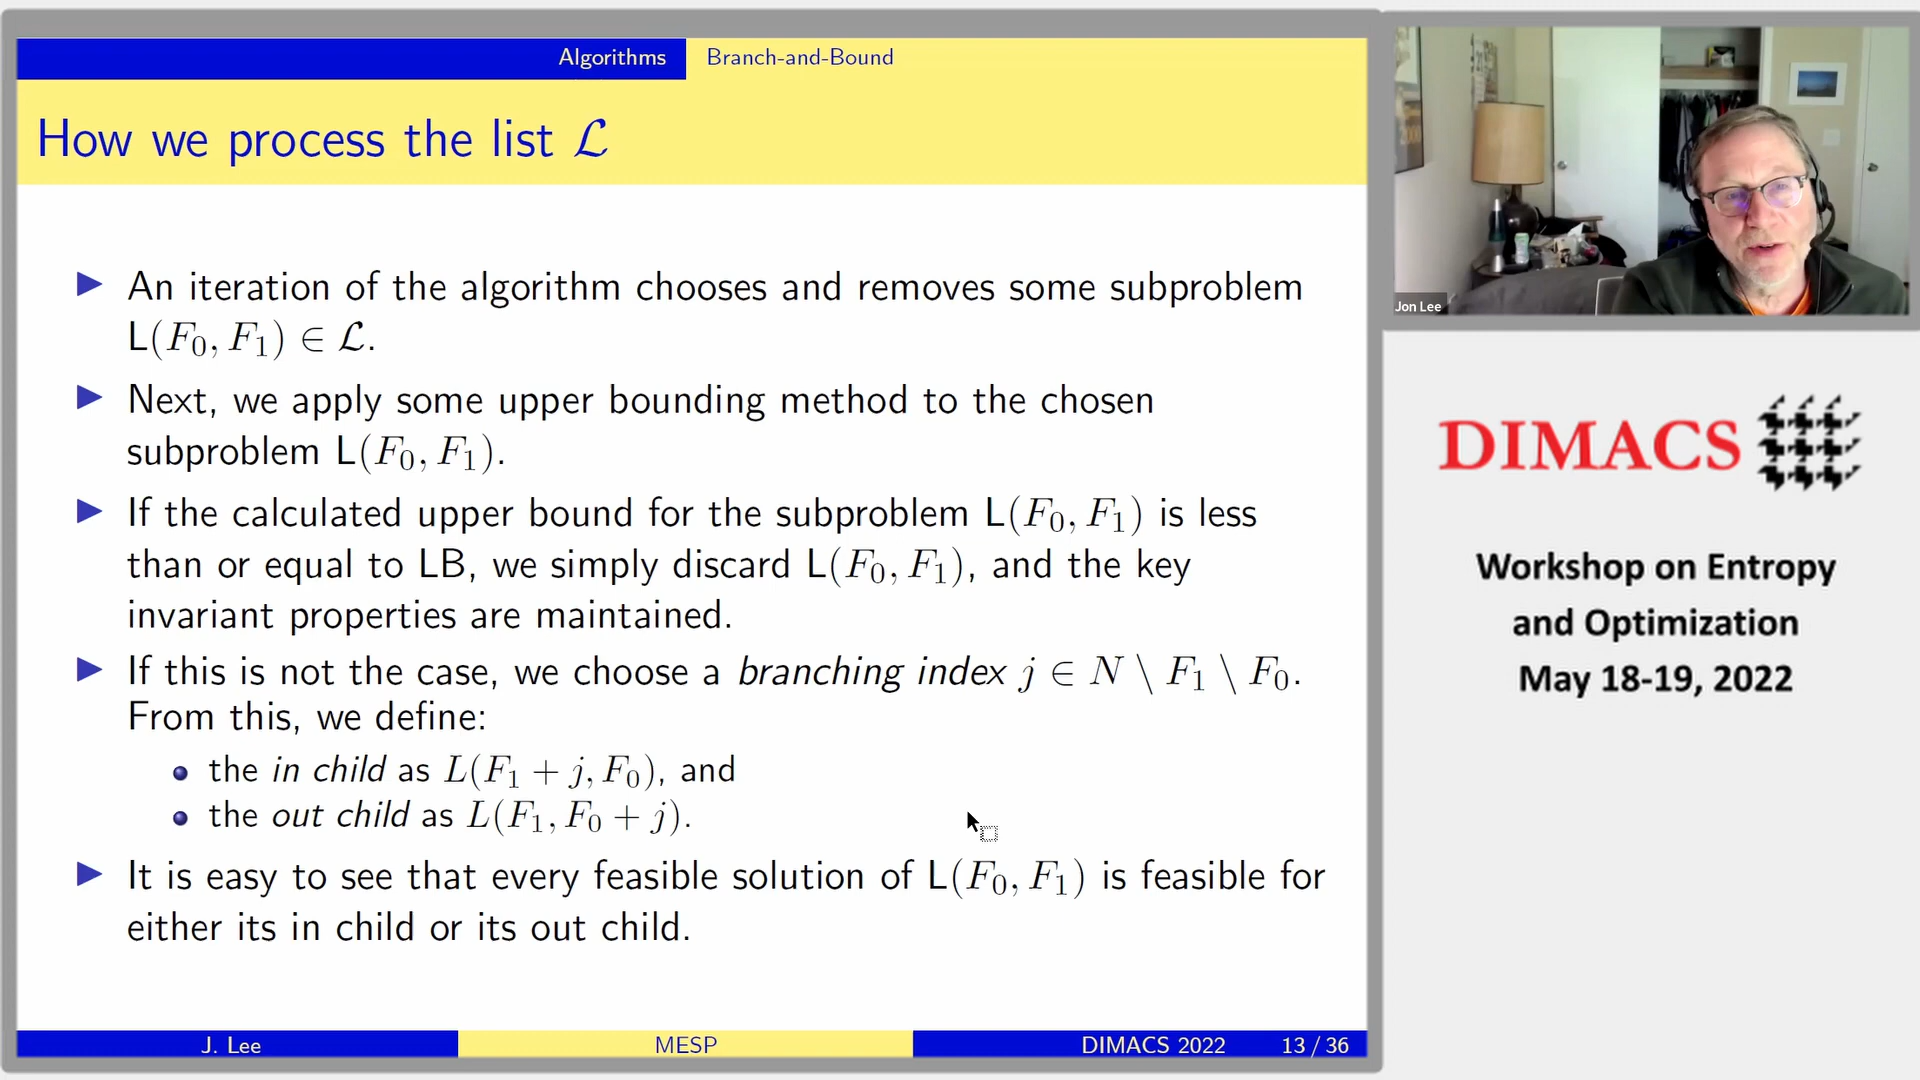 Algorithms Branch-and-Bound
How we process the list ℒ
An iteration of the algorithm chooses and removes some subproblem
L(F₀, F₁) ∈ ℒ.
Next, we apply some upper bounding method to the chosen
subproblem L(F₀, F₁).
If the calculated upper bound for the subproblem L(F₀, F₁) is less
than or equal to LB, we simply discard L(F₀, F₁), and the key
invariant properties are maintained.
If this is not the case, we choose a branching index j ∈ N \ F₁ \ F₀.
From this, we define:
the in child as L(F₁ + j, F₀), and
the out child as L(F₁, F₀ + j).
It is easy to see that every feasible solution of L(F₀, F₁) is feasible for
either its in child or its out child.
J. Lee MESP DIMACS 2022 13 / 36
Jon Lee
DIMACS
Workshop on Entropy
and Optimization
May 18-19, 2022